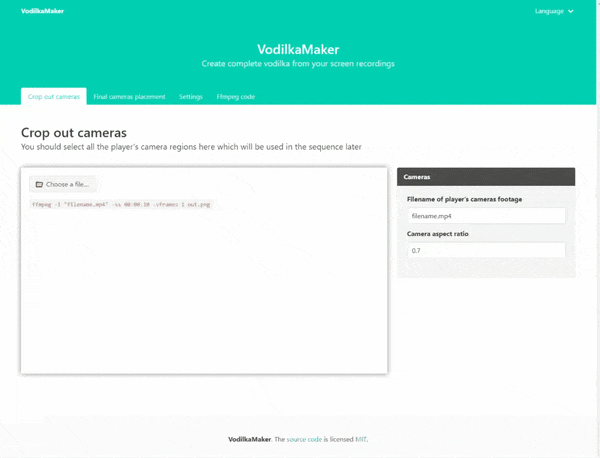 VodilkaMaker
Language
VodilkaMaker
Create complete vodilka from your screen recordings
Crop out cameras
Final cameras placement
Settings
Ffmpeg code
Crop out cameras
You should select all the player's camera regions here which will be used in the sequence later
Choose a file...
ffmpeg -i "filename.mp4" -ss 00:00:10 -vframes 1 out.png
Cameras
Filename of player's cameras footage
filename.mp4
Camera aspect ratio
0.7
VodilkaMaker. The source code is licensed MIT.